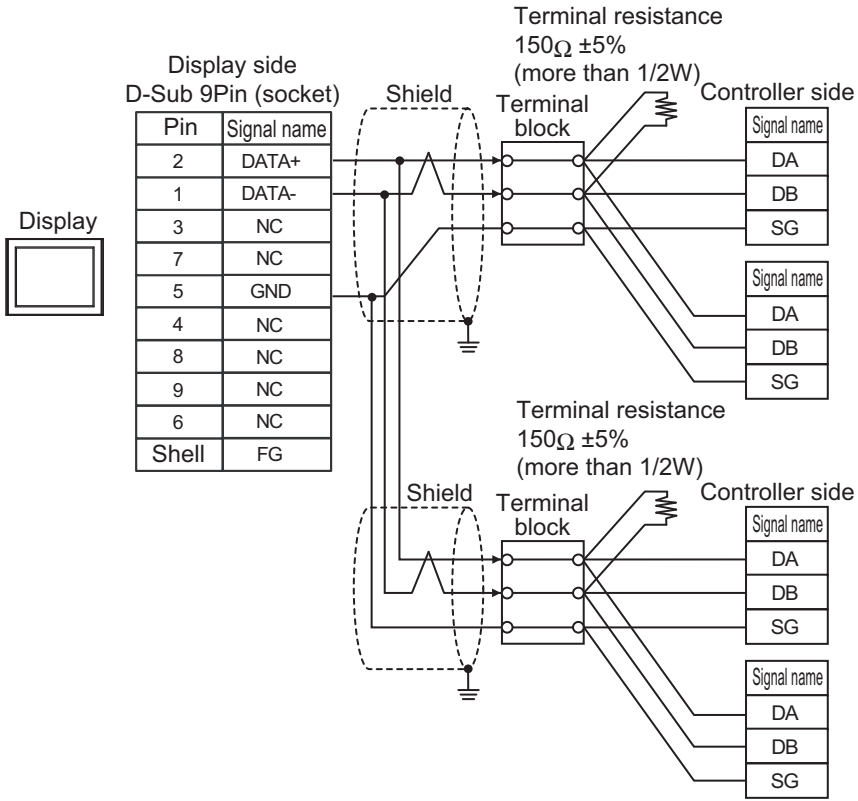 Terminal resistance
150Ω ±5%
(more than 1/2W)
Display side
D-Sub 9Pin (socket)
Shield
Terminal
block
Controller side
Pin Signal name
2 DATA+
1 DATA-
3 NC
7 NC
5 GND
4 NC
8 NC
9 NC
6 NC
Shell FG
Display
Signal name
DA
DB
SG
Signal name
DA
DB
SG
Terminal resistance
150Ω ±5%
(more than 1/2W)
Shield
Terminal
block
Controller side
Signal name
DA
DB
SG
Signal name
DA
DB
SG